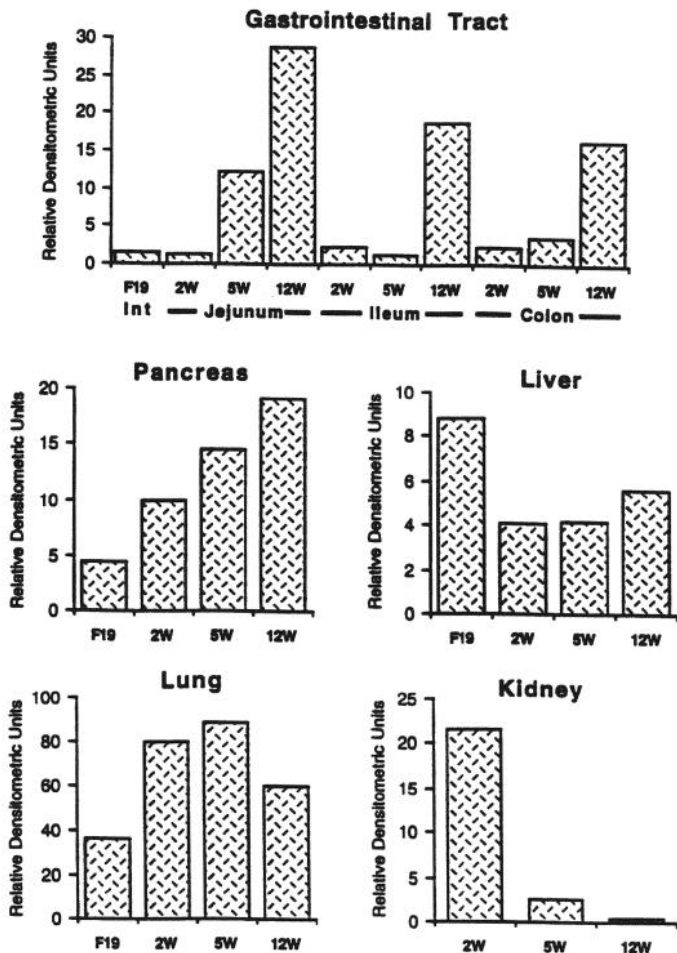 Gastrointestinal Tract
Relative Densitometric Units
30
25
20
15
10
5
0
F19 2W 5W 12W 2W 5W 12W 2W 5W 12W
Int Jejunum Ileum Colon
Pancreas
Relative Densitometric Units
20
15
10
5
0
F19 2W 5W 12W
Liver
Relative Densitometric Units
10
8
6
4
2
0
F19 2W 5W 12W
Lung
Relative Densitometric Units
100
80
60
40
20
0
F19 2W 5W 12W
Kidney
Relative Densitometric Units
25
20
15
10
5
0
2W 5W 12W